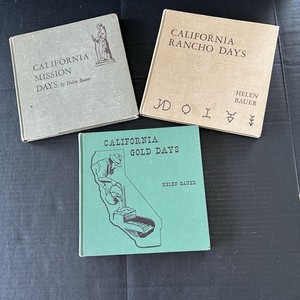 CALIFORNIA
MISSION
DAYS by Helen Bauer
CALIFORNIA
RANCHO DAYS
HELEN
BAUER
CALIFORNIA
GOLD DAYS
HELEN BAUER